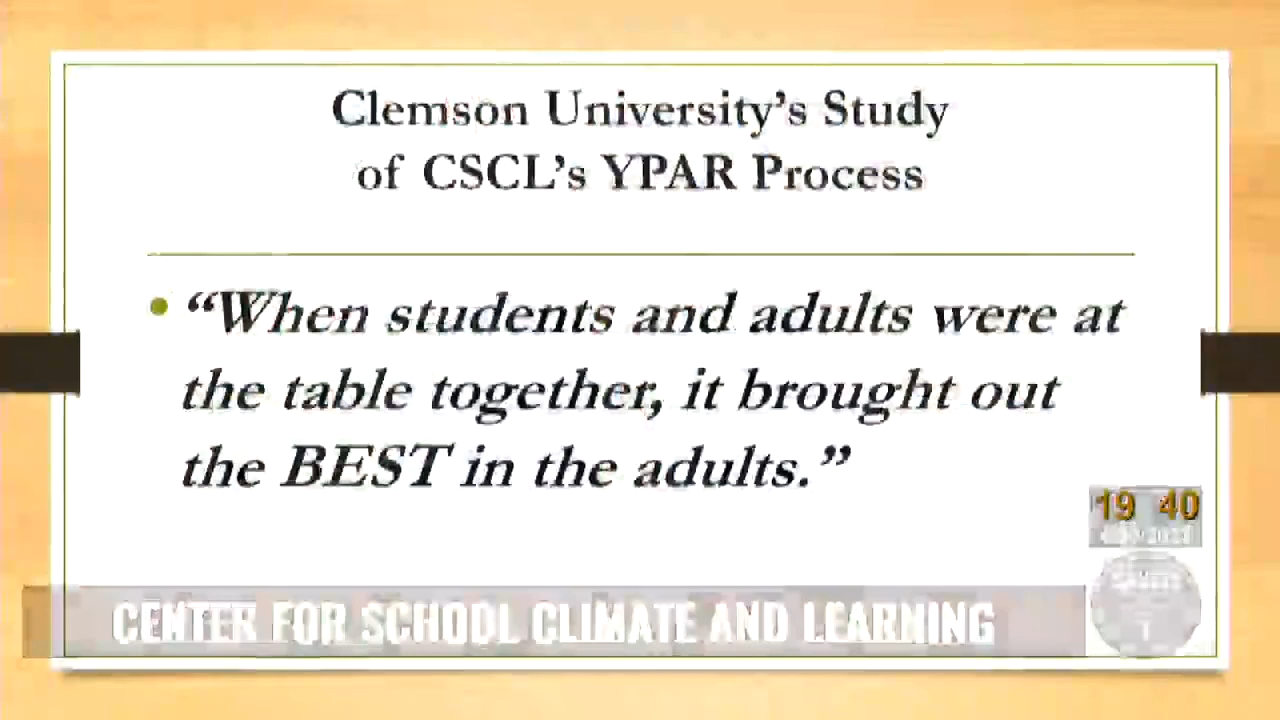 Clemson University’s Study
of CSCL’s YPAR Process
• “When students and adults were at
the table together, it brought out
the BEST in the adults.”
19 40
CENTER FOR SCHOOL CLIMATE AND LEARNING